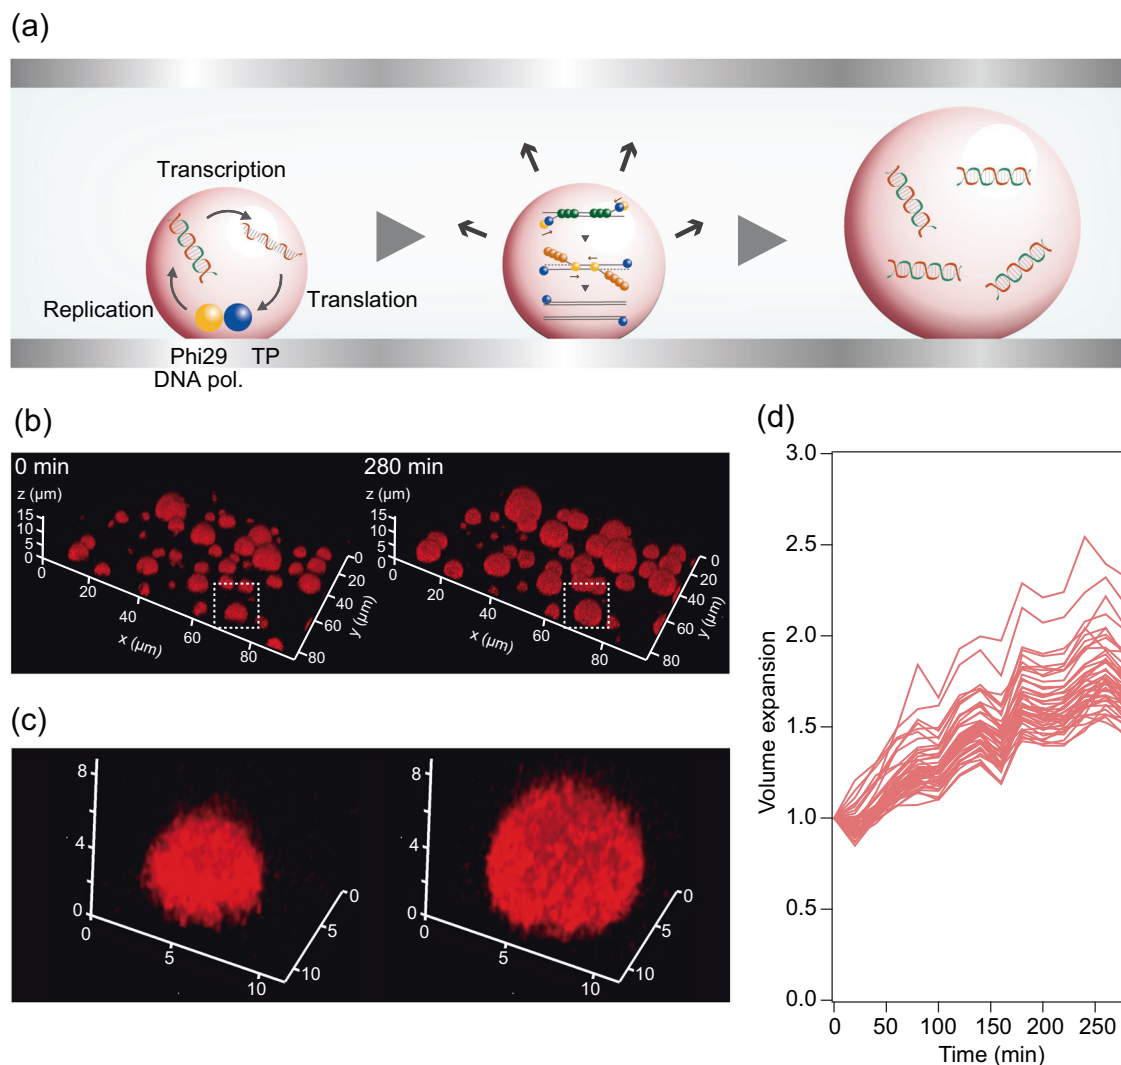 (a)
Transcription
Replication
Translation
Phi29 TP
DNA pol.
(b)
0 min
z (µm)
15
10
5
0
0
20
40
60
80
x (µm)
0
20
40
60
80
y (µm)
280 min
z (µm)
15
10
5
0
0
20
40
60
80
x (µm)
0
20
40
60
80
y (µm)
(c)
8
4
0
0
5
10
0
5
10
8
4
0
0
5
10
0
5
10
(d)
3.0
2.5
2.0
1.5
1.0
0.5
0.0
Volume expansion
0 50 100 150 200 250
Time (min)